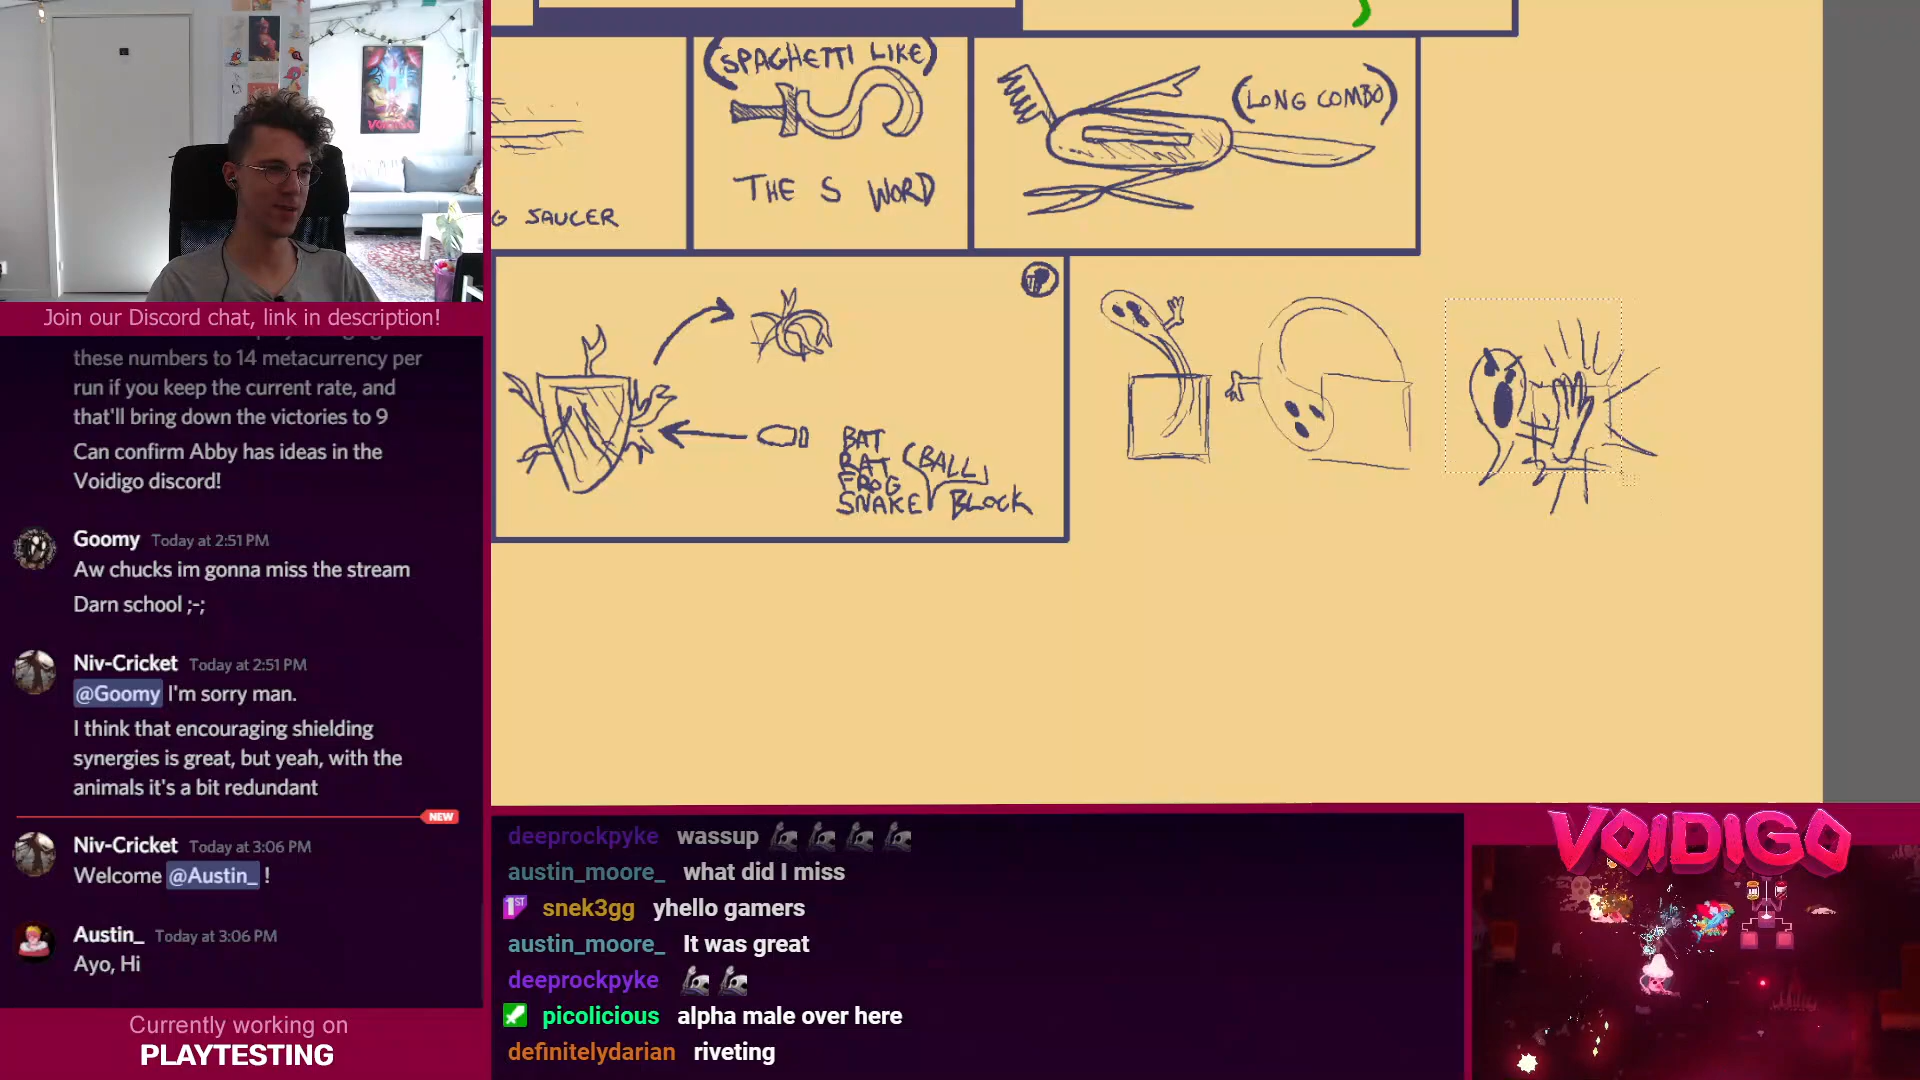 VOIDIGO
Join our Discord chat, link in description!
these numbers to 14 metacurrency per
run if you keep the current rate, and
that'll bring down the victories to 9
Can confirm Abby has ideas in the
Voidigo discord!
Goomy Today at 2:51 PM
Aw chucks im gonna miss the stream
Darn school ;-;
Niv-Cricket Today at 2:51 PM
@Goomy I'm sorry man.
I think that encouraging shielding
synergies is great, but yeah, with the
animals it's a bit redundant
NEW
Niv-Cricket Today at 3:06 PM
Welcome @Austin_ !
Austin_ Today at 3:06 PM
Ayo, Hi
Currently working on
PLAYTESTING
G SAUCER
(SPAGHETTI LIKE)
THE S WORD
(LONG COMBO)
BAT
RAT
FROG
SNAKE
(BALL)
BLOCK
deeprockpyke wassup
austin_moore_ what did I miss
1ST snek3gg yhello gamers
austin_moore_ It was great
deeprockpyke
picolicious alpha male over here
definitelydarian riveting
VOIDIGO